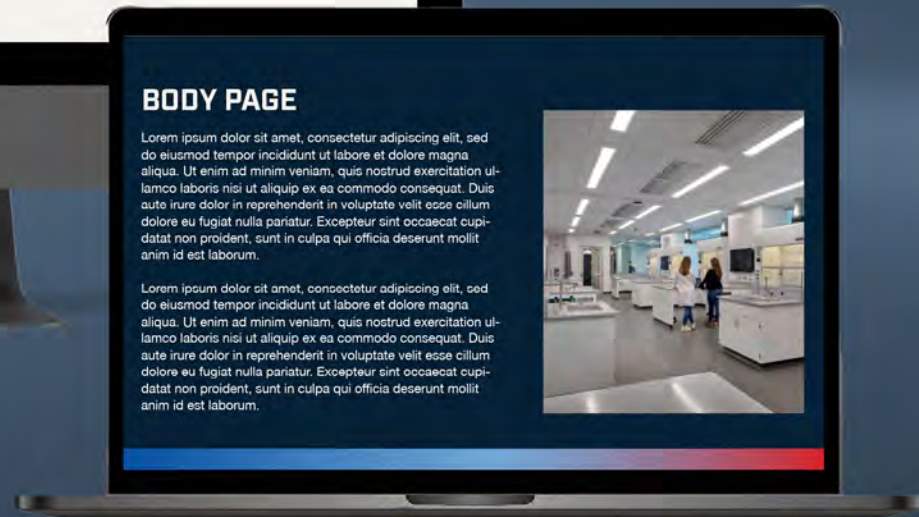 BODY PAGE
Lorem ipsum dolor sit amet, consectetur adipiscing elit, sed
do eiusmod tempor incididunt ut labore et dolore magna
aliqua. Ut enim ad minim veniam, quis nostrud exercitation ul-
lamco laboris nisi ut aliquip ex ea commodo consequat. Duis
aute irure dolor in reprehenderit in voluptate velit esse cillum
dolore eu fugiat nulla pariatur. Excepteur sint occaecat cupi-
datat non proident, sunt in culpa qui officia deserunt mollit
anim id est laborum.
Lorem ipsum dolor sit amet, consectetur adipiscing elit, sed
do eiusmod tempor incididunt ut labore et dolore magna
aliqua. Ut enim ad minim veniam, quis nostrud exercitation ul-
lamco laboris nisi ut aliquip ex ea commodo consequat. Duis
aute irure dolor in reprehenderit in voluptate velit esse cillum
dolore eu fugiat nulla pariatur. Excepteur sint occaecat cupi-
datat non proident, sunt in culpa qui officia deserunt mollit
anim id est laborum.